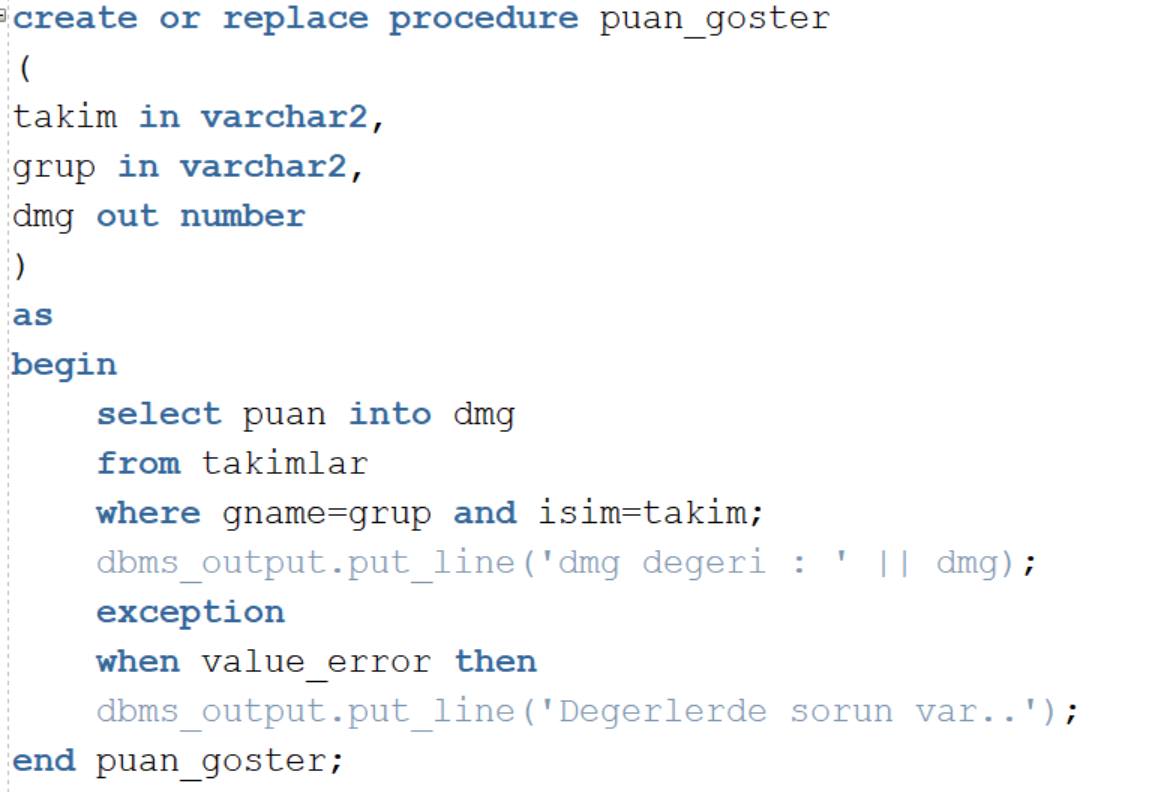 create or replace procedure puan_goster
(
takim in varchar2,
grup in varchar2,
dmg out number
)
as
begin
    select puan into dmg
    from takimlar
    where gname=grup and isim=takim;
    dbms_output.put_line('dmg degeri : ' || dmg);
    exception
    when value_error then
    dbms_output.put_line('Degerlerde sorun var..');
end puan_goster;